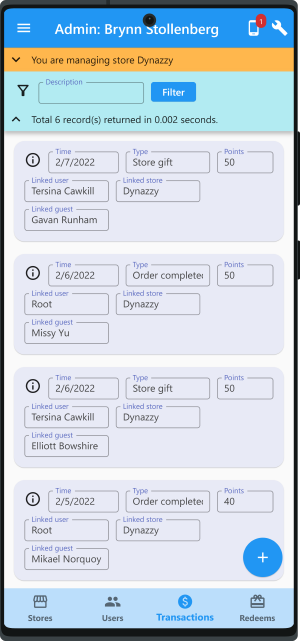 Admin: Brynn Stollenberg
1
You are managing store Dynazzy
Description
Filter
Total 6 record(s) returned in 0.002 seconds.
Time Type Points
2/7/2022 Store gift 50
Linked user Linked store
Tersina Cawkill Dynazzy
Linked guest
Gavan Runham
Time Type Points
2/6/2022 Order completed 50
Linked user Linked store
Root Dynazzy
Linked guest
Missy Yu
Time Type Points
2/6/2022 Store gift 50
Linked user Linked store
Tersina Cawkill Dynazzy
Linked guest
Elliott Bowshire
Time Type Points
2/5/2022 Order completed 40
Linked user Linked store
Root Dynazzy
Linked guest
Mikael Norquoy
+
Stores Users Transactions Redeems